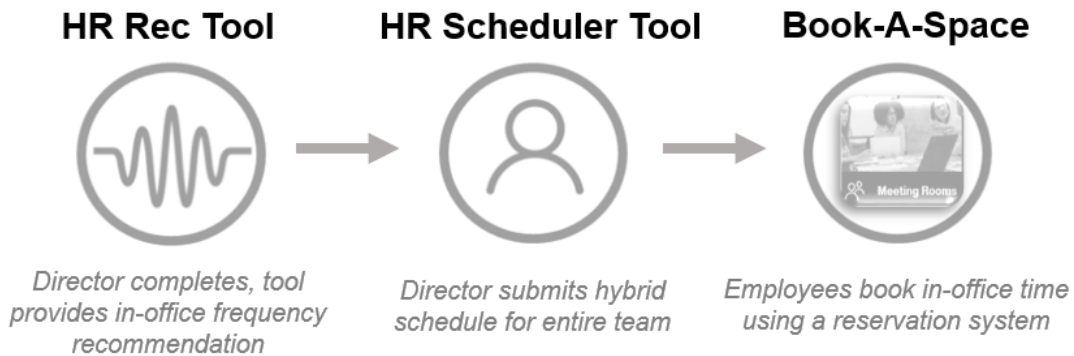 HR Rec Tool
HR Scheduler Tool
Book-A-Space
Meeting Rooms
Director completes, tool
provides in-office frequency
recommendation
Director submits hybrid
schedule for entire team
Employees book in-office time
using a reservation system